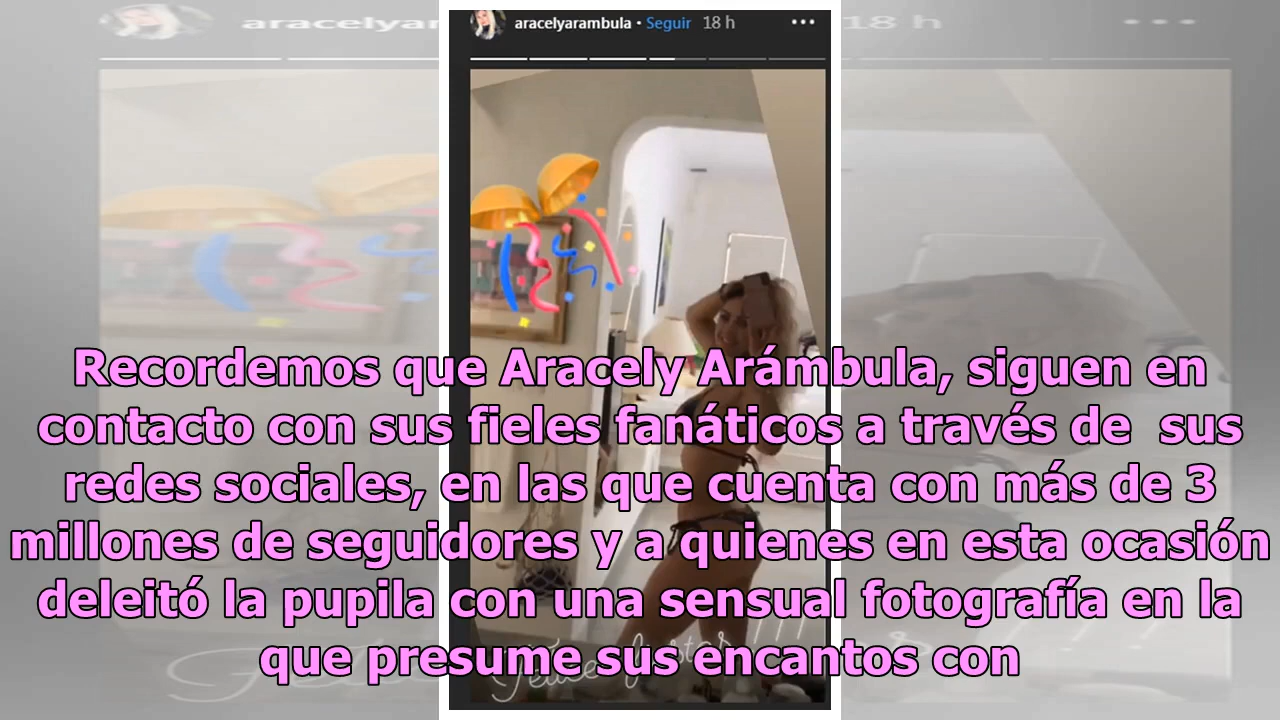 aracelyarambula • Seguir 18 h
Recordemos que Aracely Arámbula, siguen en
contacto con sus fieles fanáticos a través de sus
redes sociales, en las que cuenta con más de 3
millones de seguidores y a quienes en esta ocasión
deleitó la pupila con una sensual fotografía en la
que presume sus encantos con